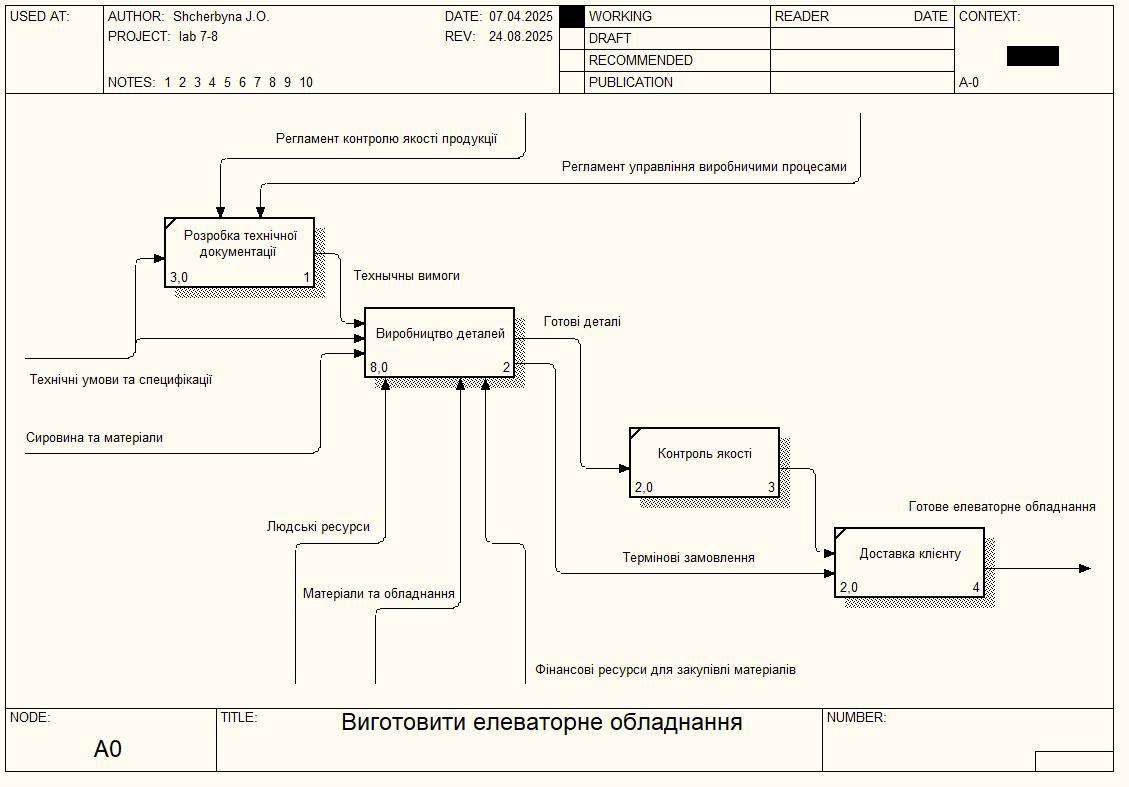 USED AT:
AUTHOR: Shcherbyna J.O.
DATE: 07.04.2025
PROJECT: lab 7-8
REV: 24.08.2025
NOTES: 1 2 3 4 5 6 7 8 9 10
WORKING
DRAFT
RECOMMENDED
PUBLICATION
READER DATE
CONTEXT:
A-0
Регламент контролю якості продукції
Регламент управління виробничими процесами
Розробка технічної
документації
3,0 1
Технычны вимоги
Готові деталі
Виробництво деталей
8,0 2
Технічні умови та специфікації
Сировина та матеріали
Контроль якості
2,0 3
Готове елеваторне обладнання
Людські ресурси
Термінові замовлення
Доставка клієнту
2,0 4
Матеріали та обладнання
Фінансові ресурси для закупівлі матеріалів
NODE:
A0
TITLE:
Виготовити елеваторне обладнання
NUMBER: